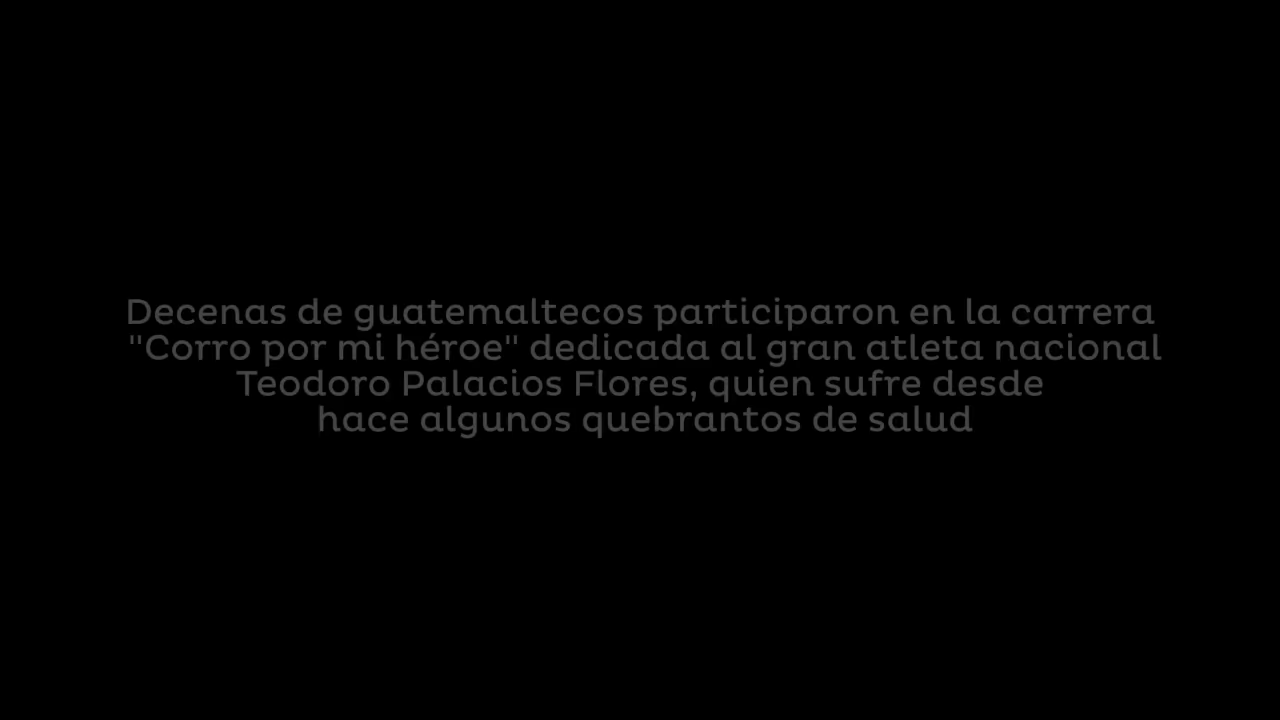 Decenas de guatemaltecos participaron en la carrera
"Corro por mi héroe" dedicada al gran atleta nacional
Teodoro Palacios Flores, quien sufre desde
hace algunos quebrantos de salud